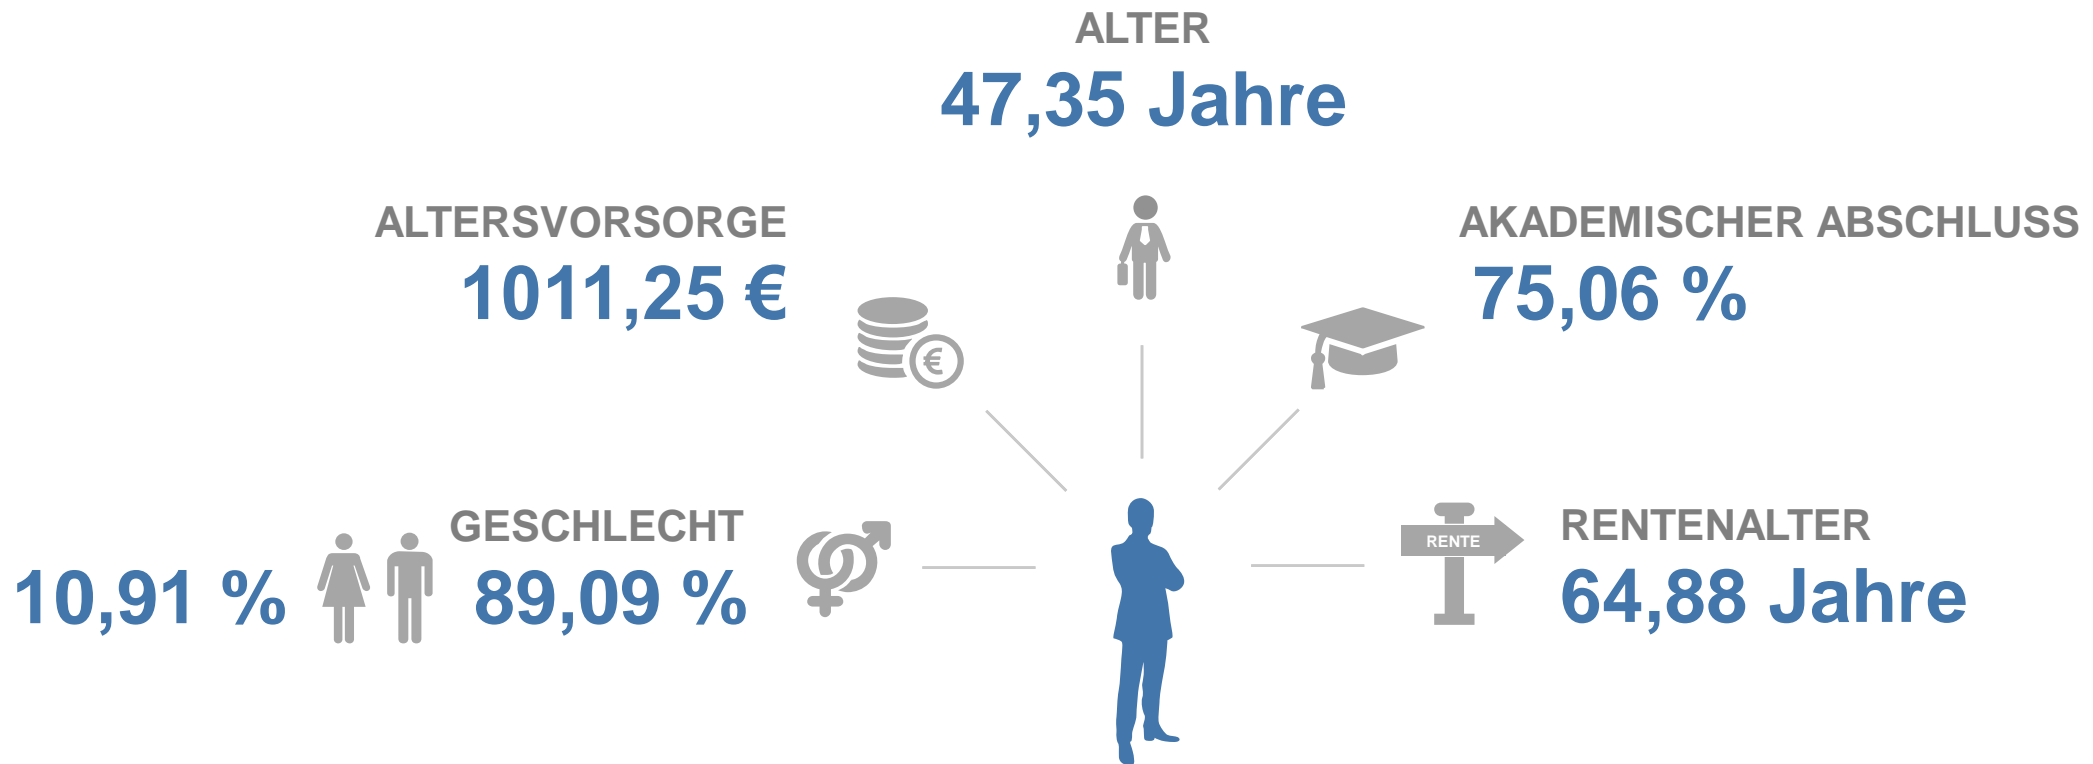 ALTER
47,35 Jahre
ALTERSVORSORGE
1011,25 €
€
AKADEMISCHER ABSCHLUSS
75,06 %
GESCHLECHT
10,91 %
89,09 %
RENTE
RENTENALTER
64,88 Jahre